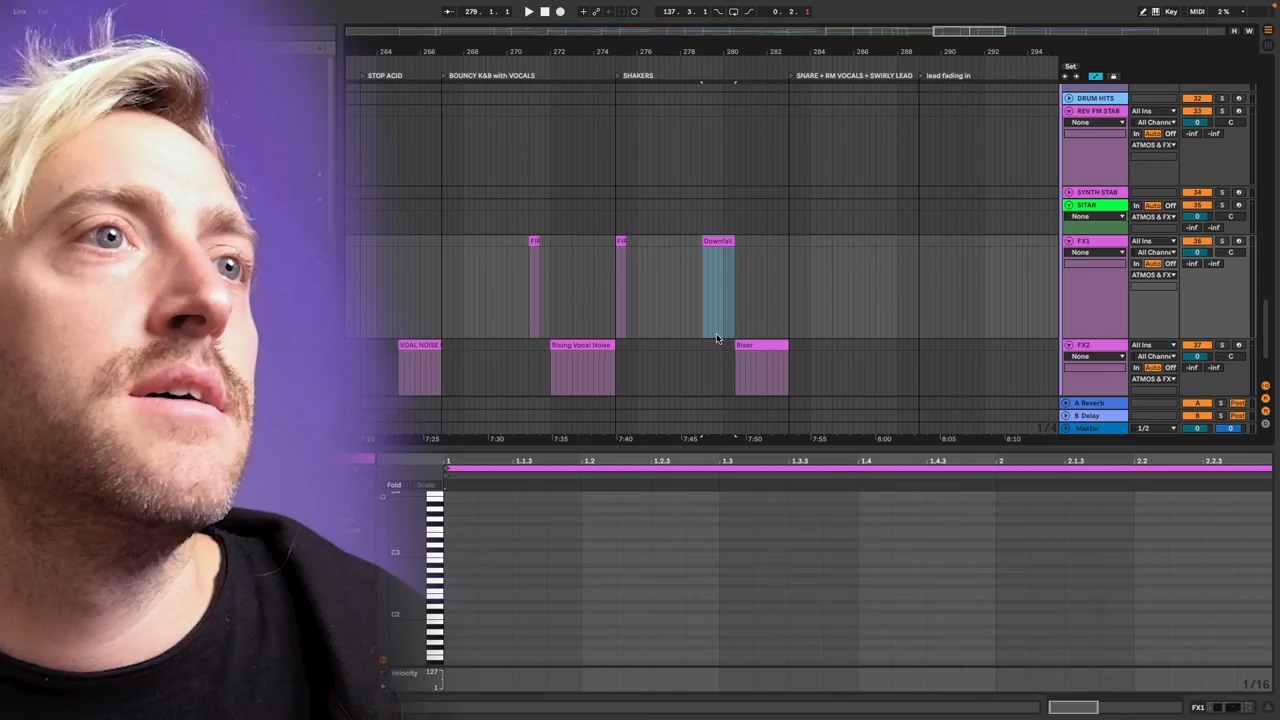 Link
279. 1. 1
137. 3. 1
0. 2. 1
Key
MIDI
2 %
H W
264 266 268 270 272 274 276 278 280 282 284 286 288 290 292 294
Set
STOP ACID
BOUNCY K&B with VOCALS
SHAKERS
SNARE + RM VOCALS + SWIRLY LEAD
lead fading in
DRUM HITS
32 S
REV FM STAB
All Ins
33 S
None
All Channe
0 C
In Auto Off
-inf -inf
ATMOS & FX
SYNTH STAB
34 S
SITAR
In Auto Off
35 S
None
ATMOS & FX
0 C
-inf -inf
FX1
All Ins
36 S
None
All Channe
0 C
In Auto Off
-inf -inf
ATMOS & FX
Downfall
VOAL NOISE
Rising Vocal Noise
Riser
FX2
All Ins
37 S
None
All Channe
0 C
In Auto Off
-inf -inf
ATMOS & FX
A Reverb
A S Post
B Delay
B S Post
Master
1/2
0 0
1/4
7:25 7:30 7:35 7:40 7:45 7:50 7:55 8:00 8:05 8:10
1 1.1.3 1.2 1.2.3 1.3 1.3.3 1.4 1.4.3 2 2.1.3 2.2 2.2.3
Fold Scale
C3
C2
Velocity
127
1
1/16
FX1